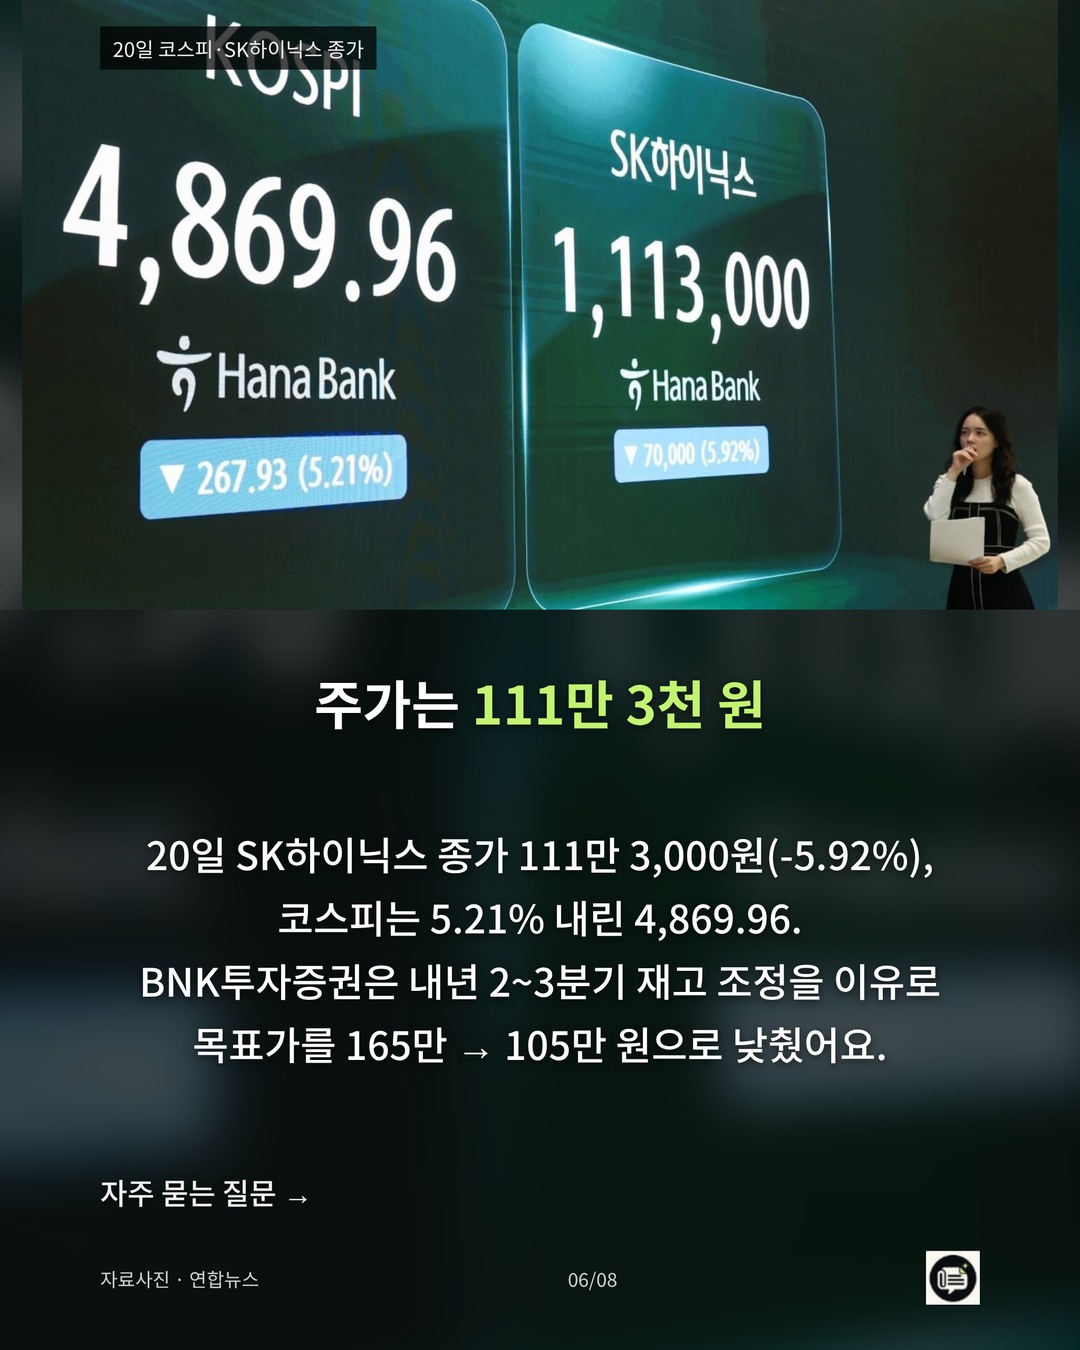 20일 코스피·SK하이닉스 종가
KOSPI
4,869.96
Hana Bank
▼ 267.93 (5.21%)
SK하이닉스
1,113,000
Hana Bank
▼ 70,000 (5.92%)
주가는 111만 3천 원
20일 SK하이닉스 종가 111만 3,000원(-5.92%),
코스피는 5.21% 내린 4,869.96.
BNK투자증권은 내년 2~3분기 재고 조정을 이유로
목표가를 165만 → 105만 원으로 낮췄어요.
자주 묻는 질문 →
자료사진 · 연합뉴스
06/08